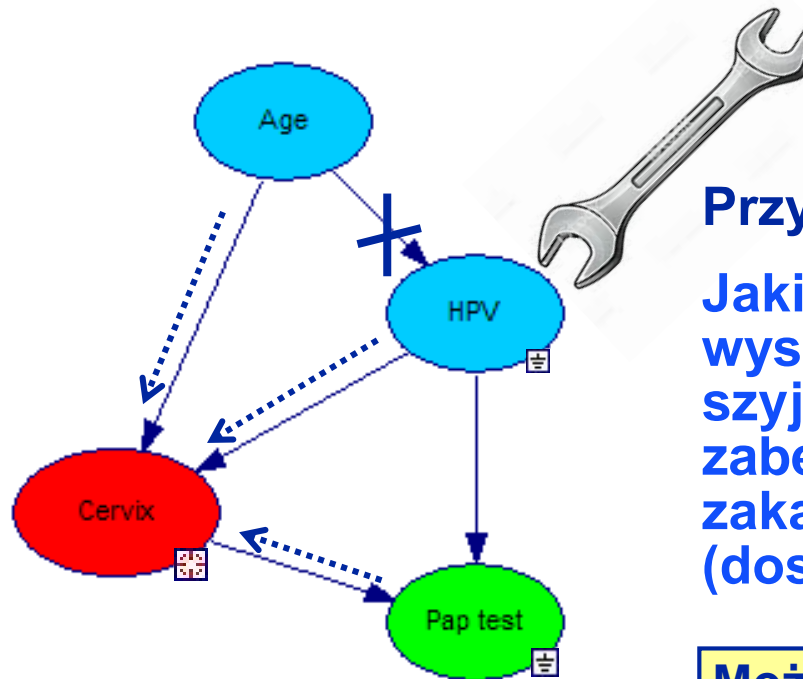 Age
HPV
Cervix
Pap test
Przy
Jaki
wys
szyj
zabe
zaka
(dos